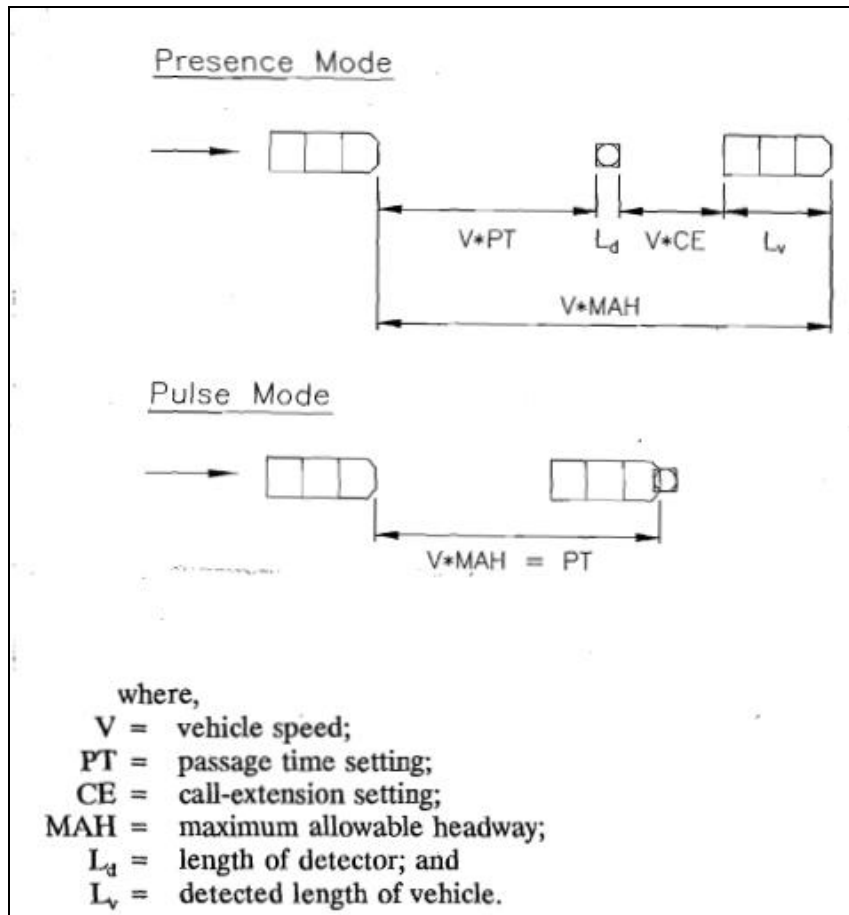 Presence Mode
V*PT L_d V*CE L_v
V*MAH
Pulse Mode
V*MAH = PT
where,
V = vehicle speed;
PT = passage time setting;
CE = call-extension setting;
MAH = maximum allowable headway;
L_d = length of detector; and
L_v = detected length of vehicle.